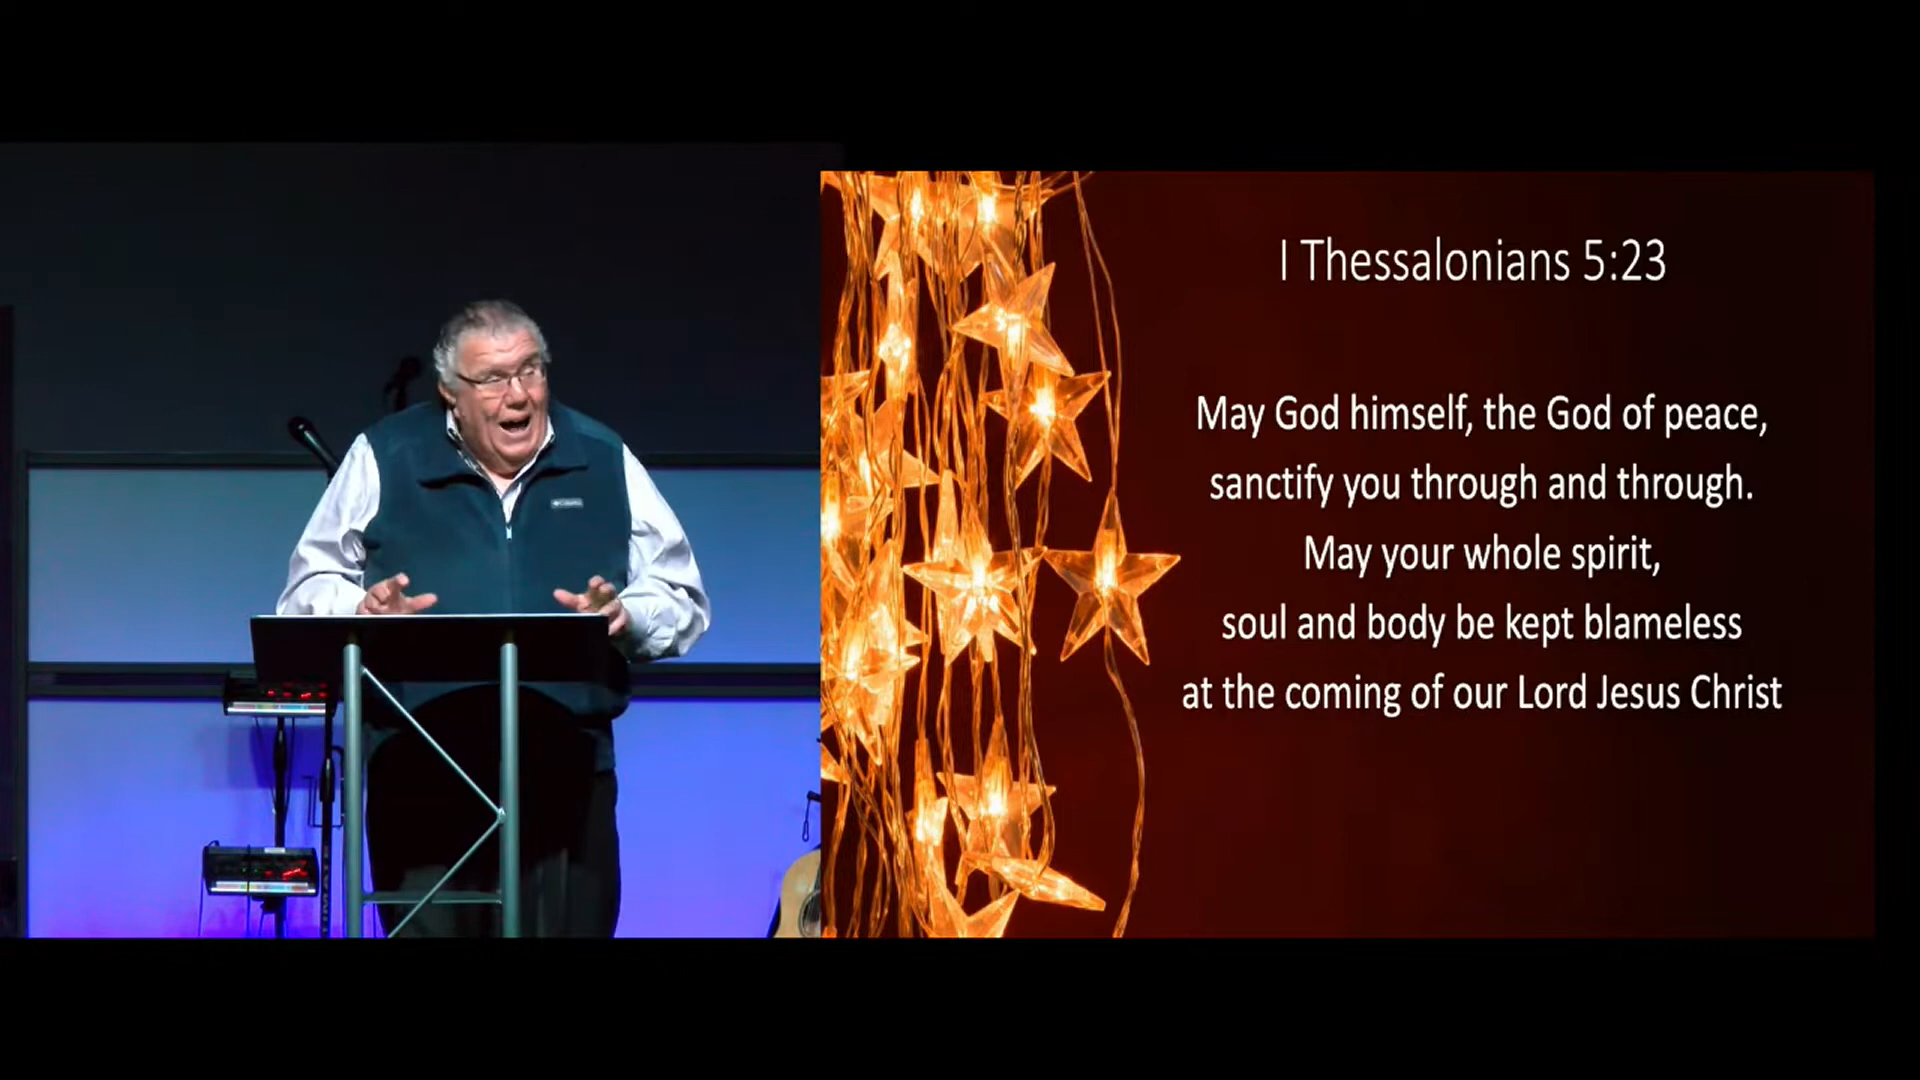 I Thessalonians 5:23
May God himself, the God of peace,
sanctify you through and through.
May your whole spirit,
soul and body be kept blameless
at the coming of our Lord Jesus Christ